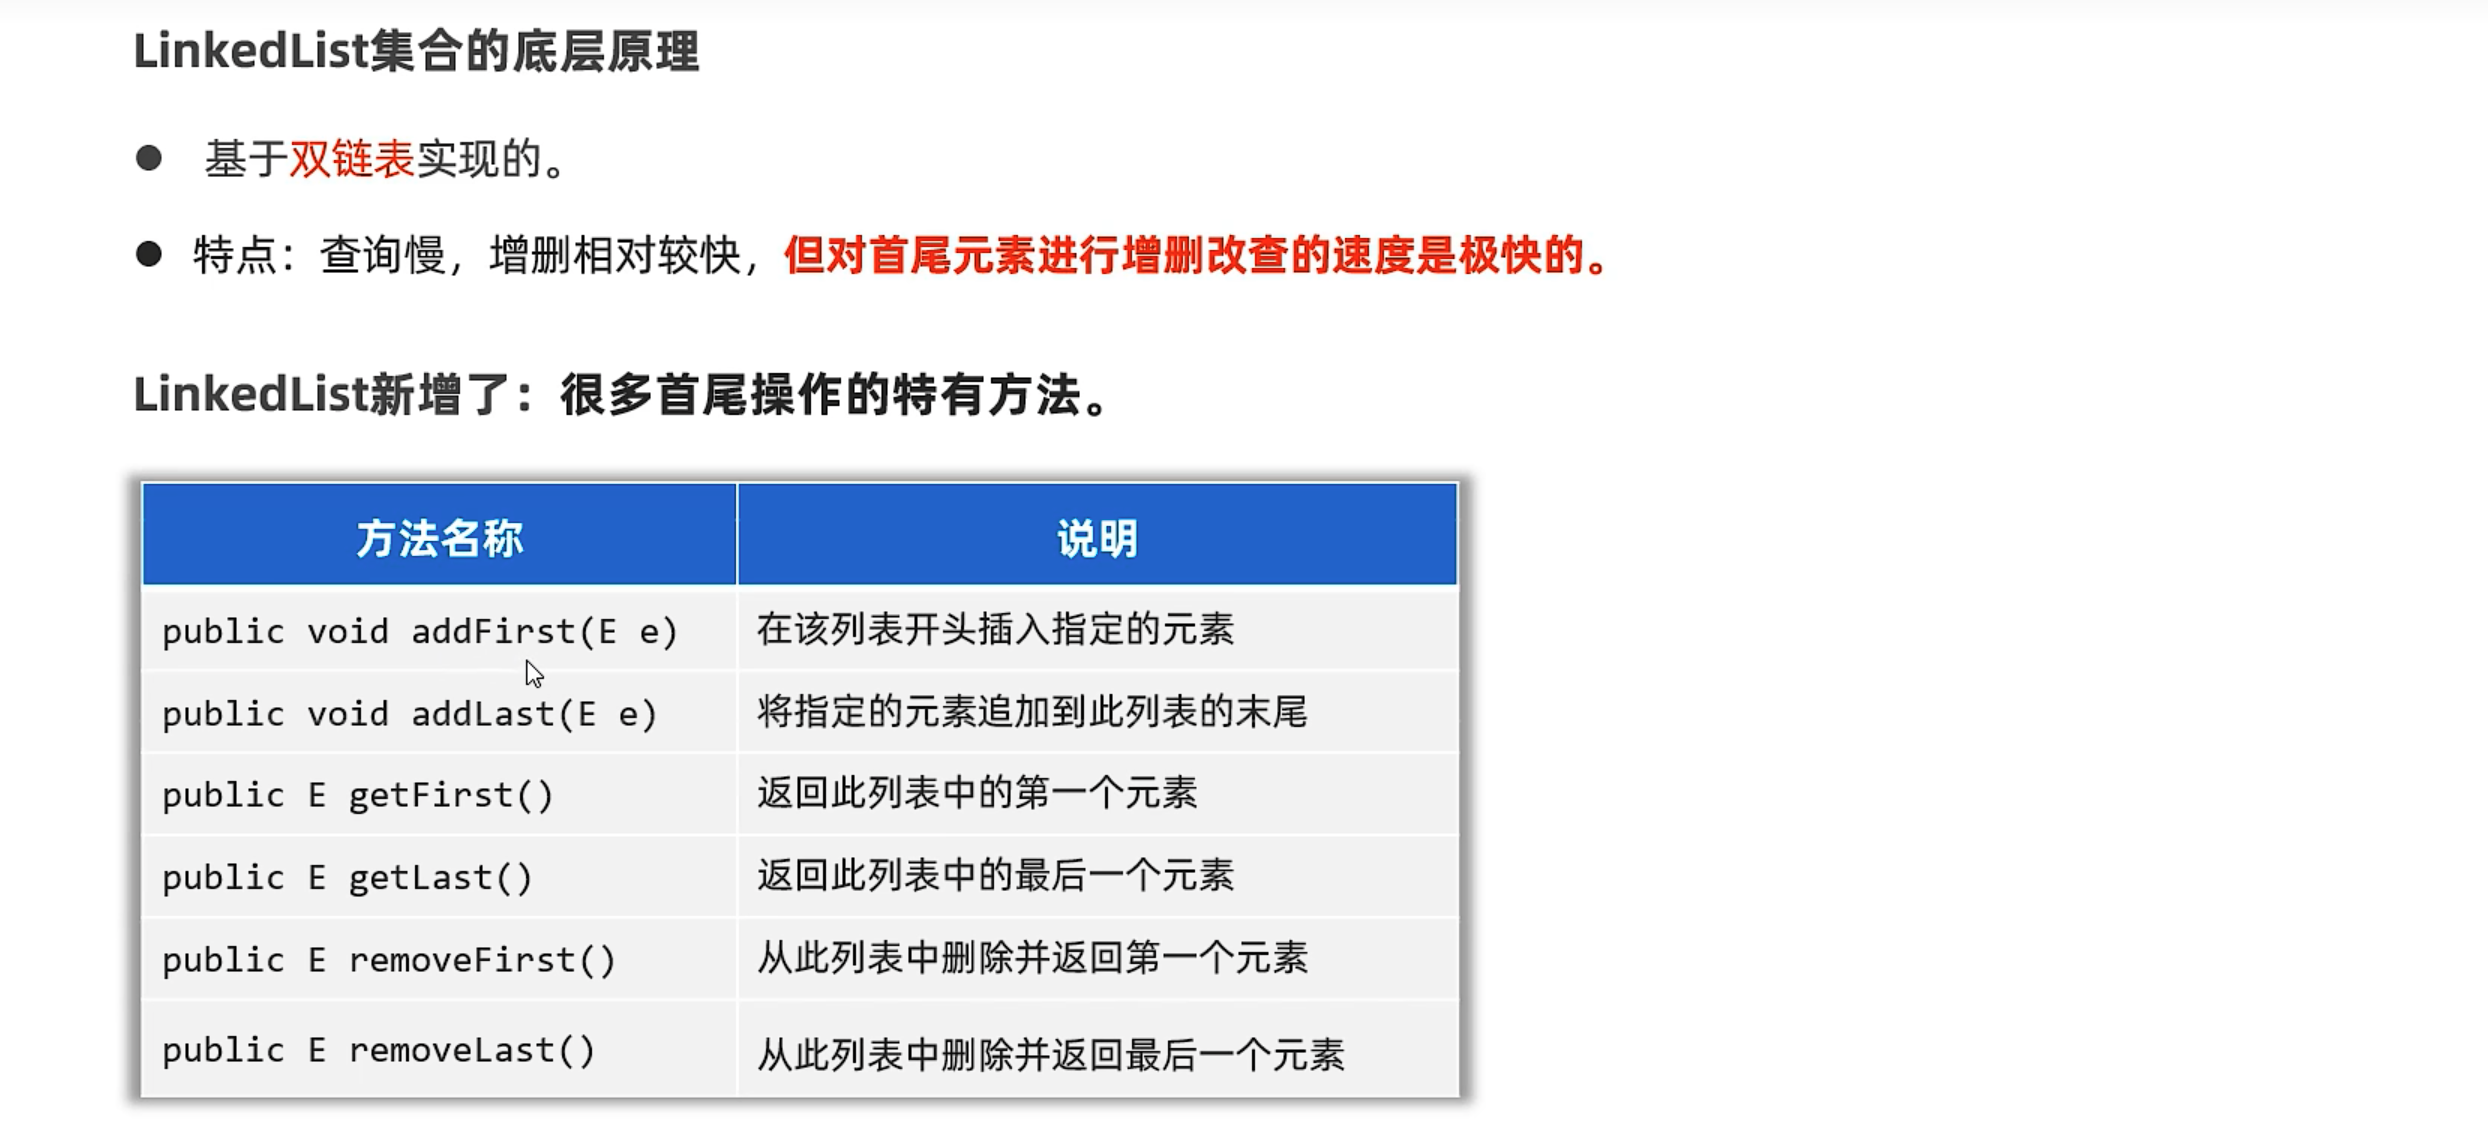 LinkedList集合的底层原理
● 基于双链表实现的。
● 特点：查询慢，增删相对较快，但对首尾元素进行增删改查的速度是极快的。
LinkedList新增了：很多首尾操作的特有方法。
方法名称 说明
public void addFirst(E e) 在该列表开头插入指定的元素
public void addLast(E e) 将指定的元素追加到此列表的末尾
public E getFirst() 返回此列表中的第一个元素
public E getLast() 返回此列表中的最后一个元素
public E removeFirst() 从此列表中删除并返回第一个元素
public E removeLast() 从此列表中删除并返回最后一个元素